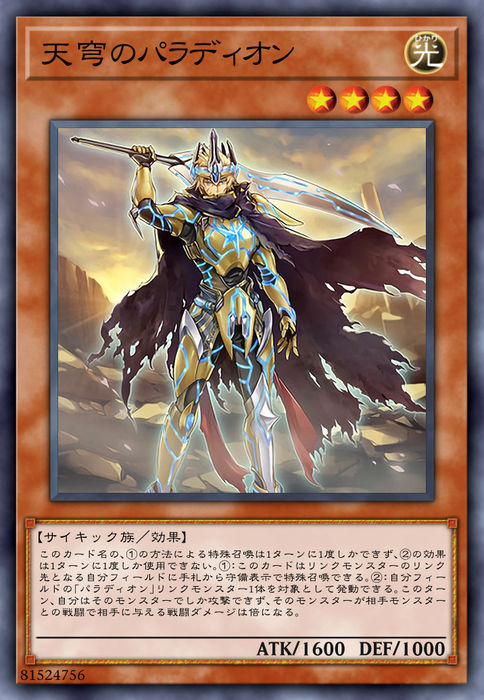 天穹のパラディオン
ひかり
光
【サイキック族／効果】
このカード名の、①の方法による特殊召喚は1ターンに1度しかできず、②の効果
は1ターンに1度しか使用できない。①:このカードはリンクモンスターのリンク
先となる自分フィールドに手札から守備表示で特殊召喚できる。②:自分フィー
ルドの「パラディオン」リンクモンスター1体を対象として発動できる。このター
ン、自分はそのモンスターでしか攻撃できず、そのモンスターが相手モンスター
との戦闘で相手に与える戦闘ダメージは倍になる。
ATK/1600 DEF/1000
81524756